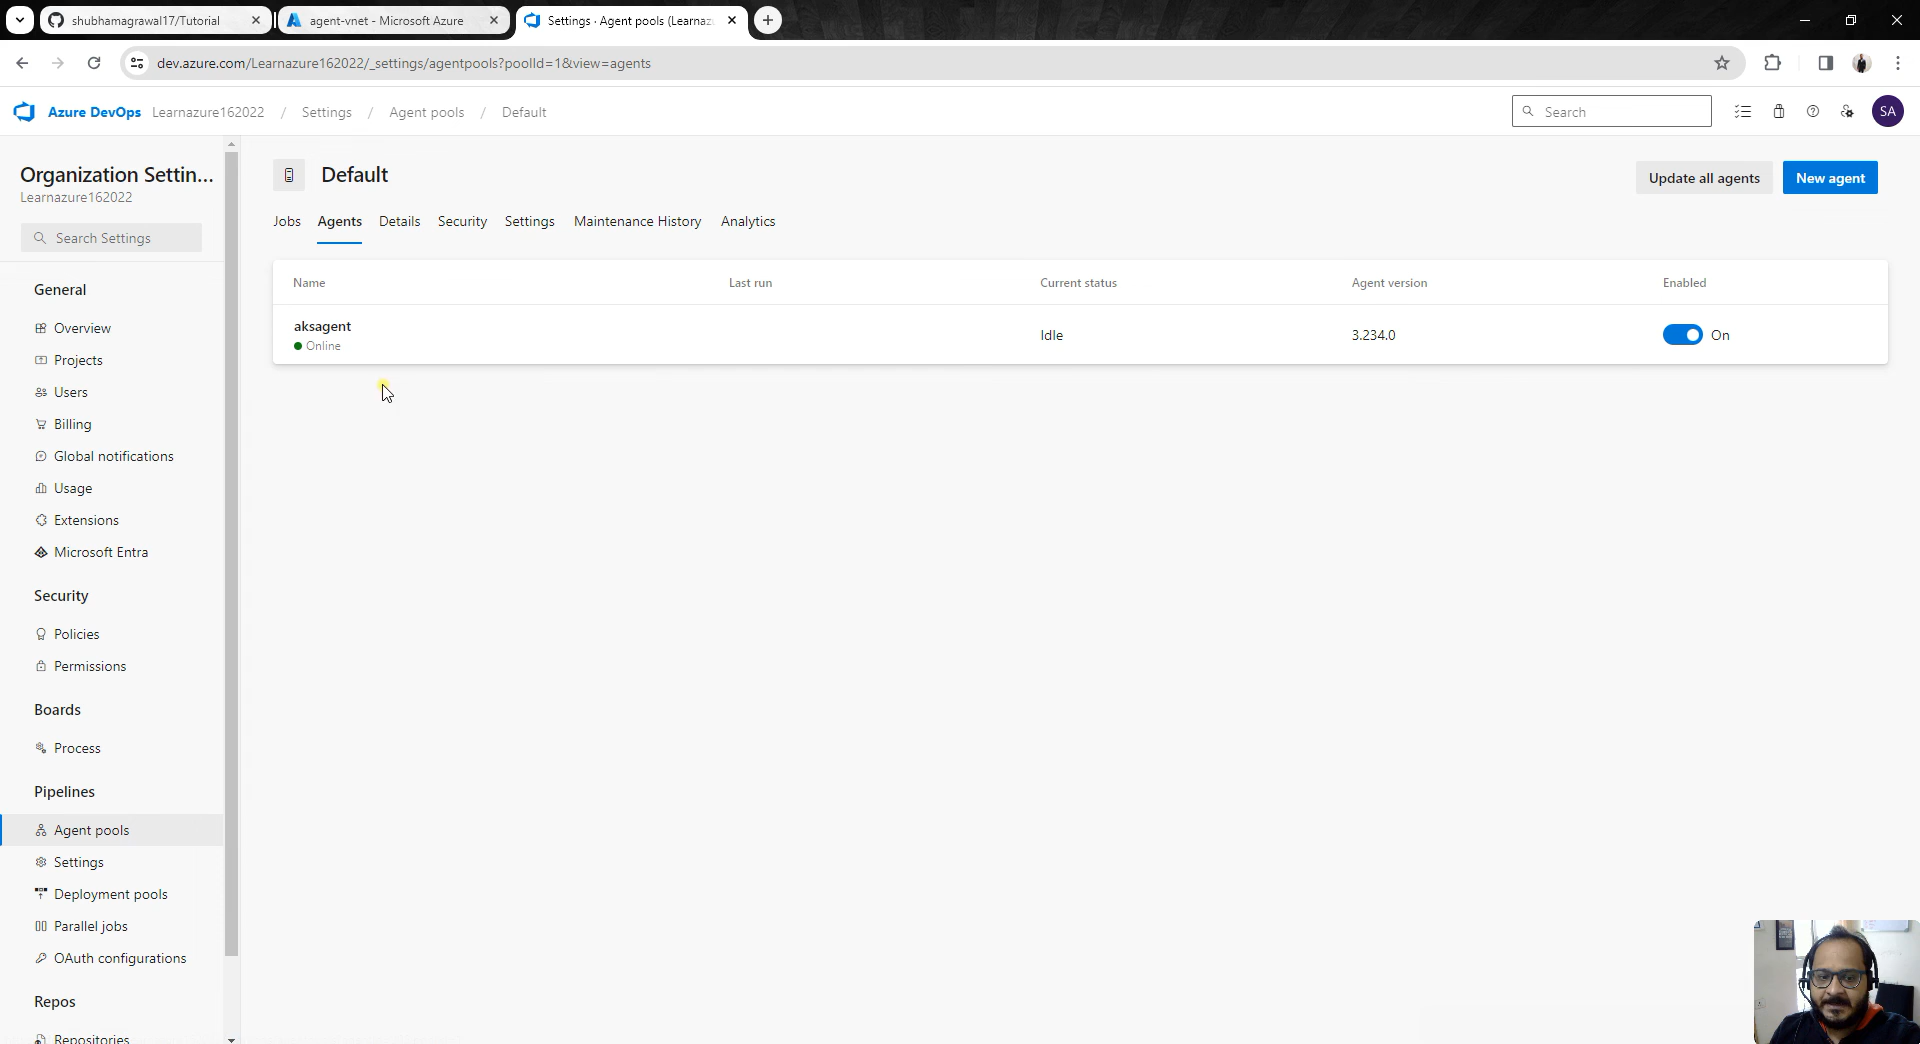 shubhamagrawal17/Tutorial
agent-vnet - Microsoft Azure
Settings · Agent pools (Learnaz
dev.azure.com/Learnazure162022/_settings/agentpools?poolId=1&view=agents
Azure DevOps Learnazure162022 / Settings / Agent pools / Default
Search
SA
Organization Settin...
Learnazure162022
Search Settings
General
Overview
Projects
Users
Billing
Global notifications
Usage
Extensions
Microsoft Entra
Security
Policies
Permissions
Boards
Process
Pipelines
Agent pools
Settings
Deployment pools
Parallel jobs
OAuth configurations
Repos
Repositories
Default
Update all agents
New agent
Jobs Agents Details Security Settings Maintenance History Analytics
Name Last run Current status Agent version Enabled
aksagent
Online
Idle
3.234.0
On